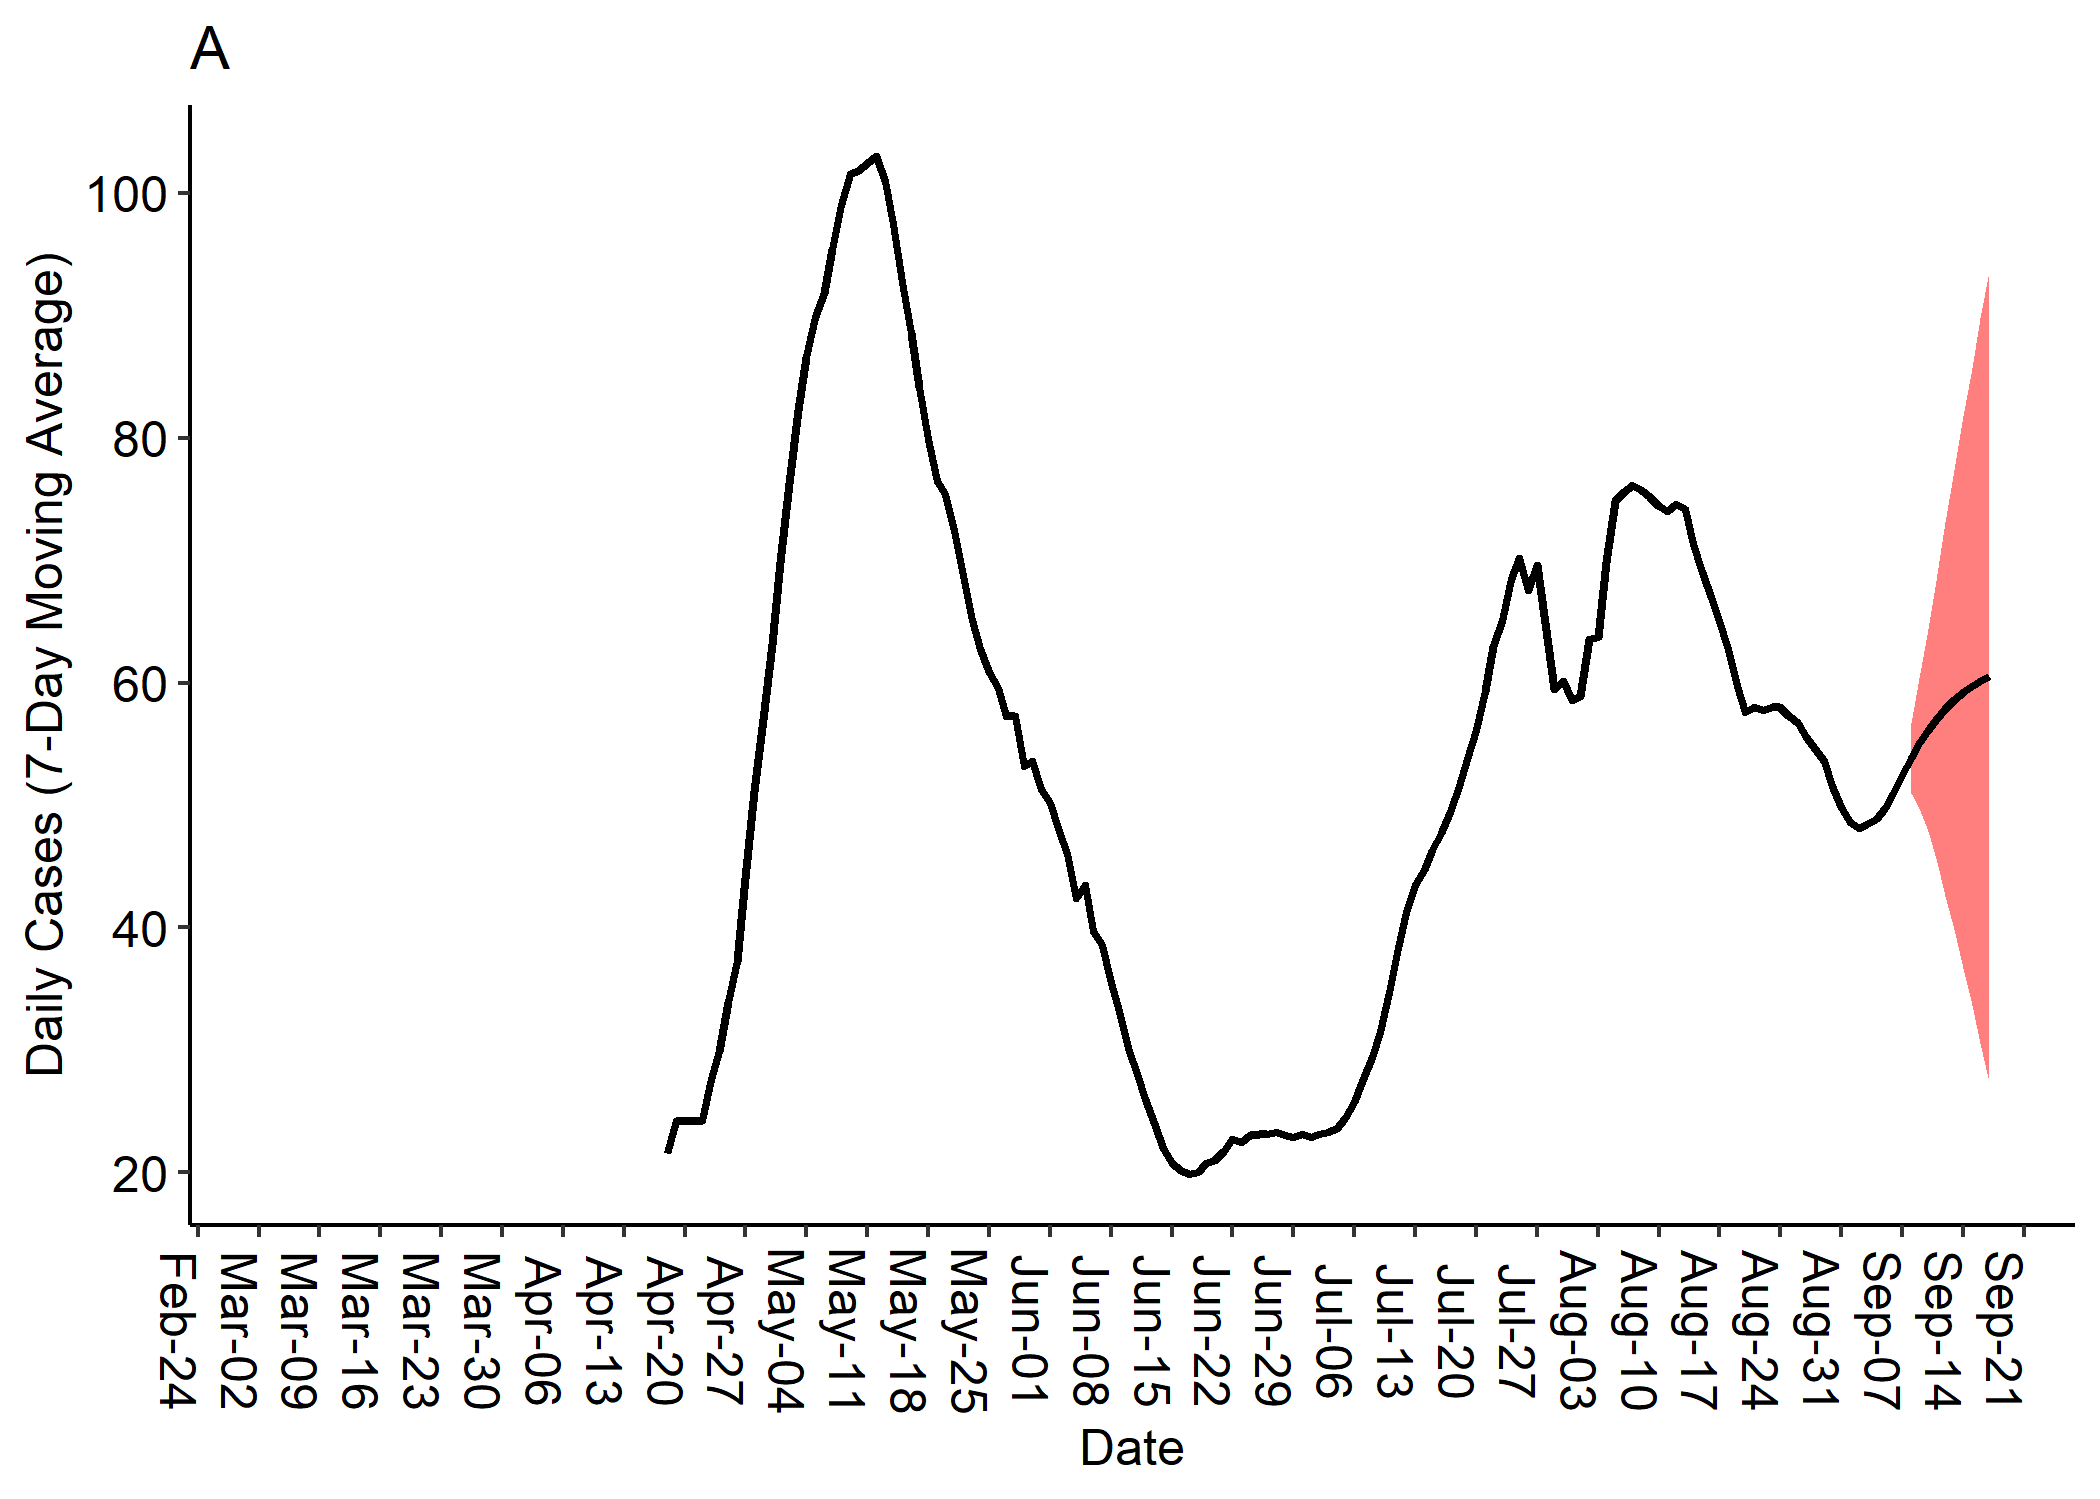 A
Daily Cases (7-Day Moving Average)
100
80
60
40
20
Feb-24
Mar-02
Mar-09
Mar-16
Mar-23
Mar-30
Apr-06
Apr-13
Apr-20
Apr-27
May-04
May-11
May-18
May-25
Jun-01
Jun-08
Jun-15
Jun-22
Jun-29
Jul-06
Jul-13
Jul-20
Jul-27
Aug-03
Aug-10
Aug-17
Aug-24
Aug-31
Sep-07
Sep-14
Sep-21
Date